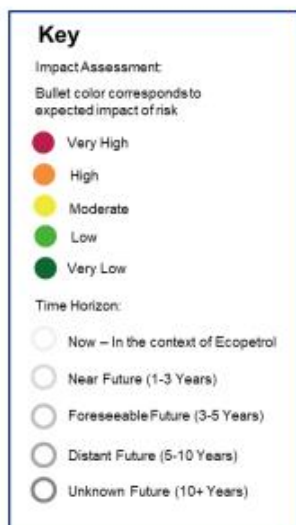 Key
Impact Assessment:
Bullet color corresponds to
expected impact of risk
Very High
High
Moderate
Low
Very Low
Time Horizon:
Now – In the context of Ecopetrol
Near Future (1-3 Years)
Foreseeable Future (3-5 Years)
Distant Future (5-10 Years)
Unknown Future (10+ Years)